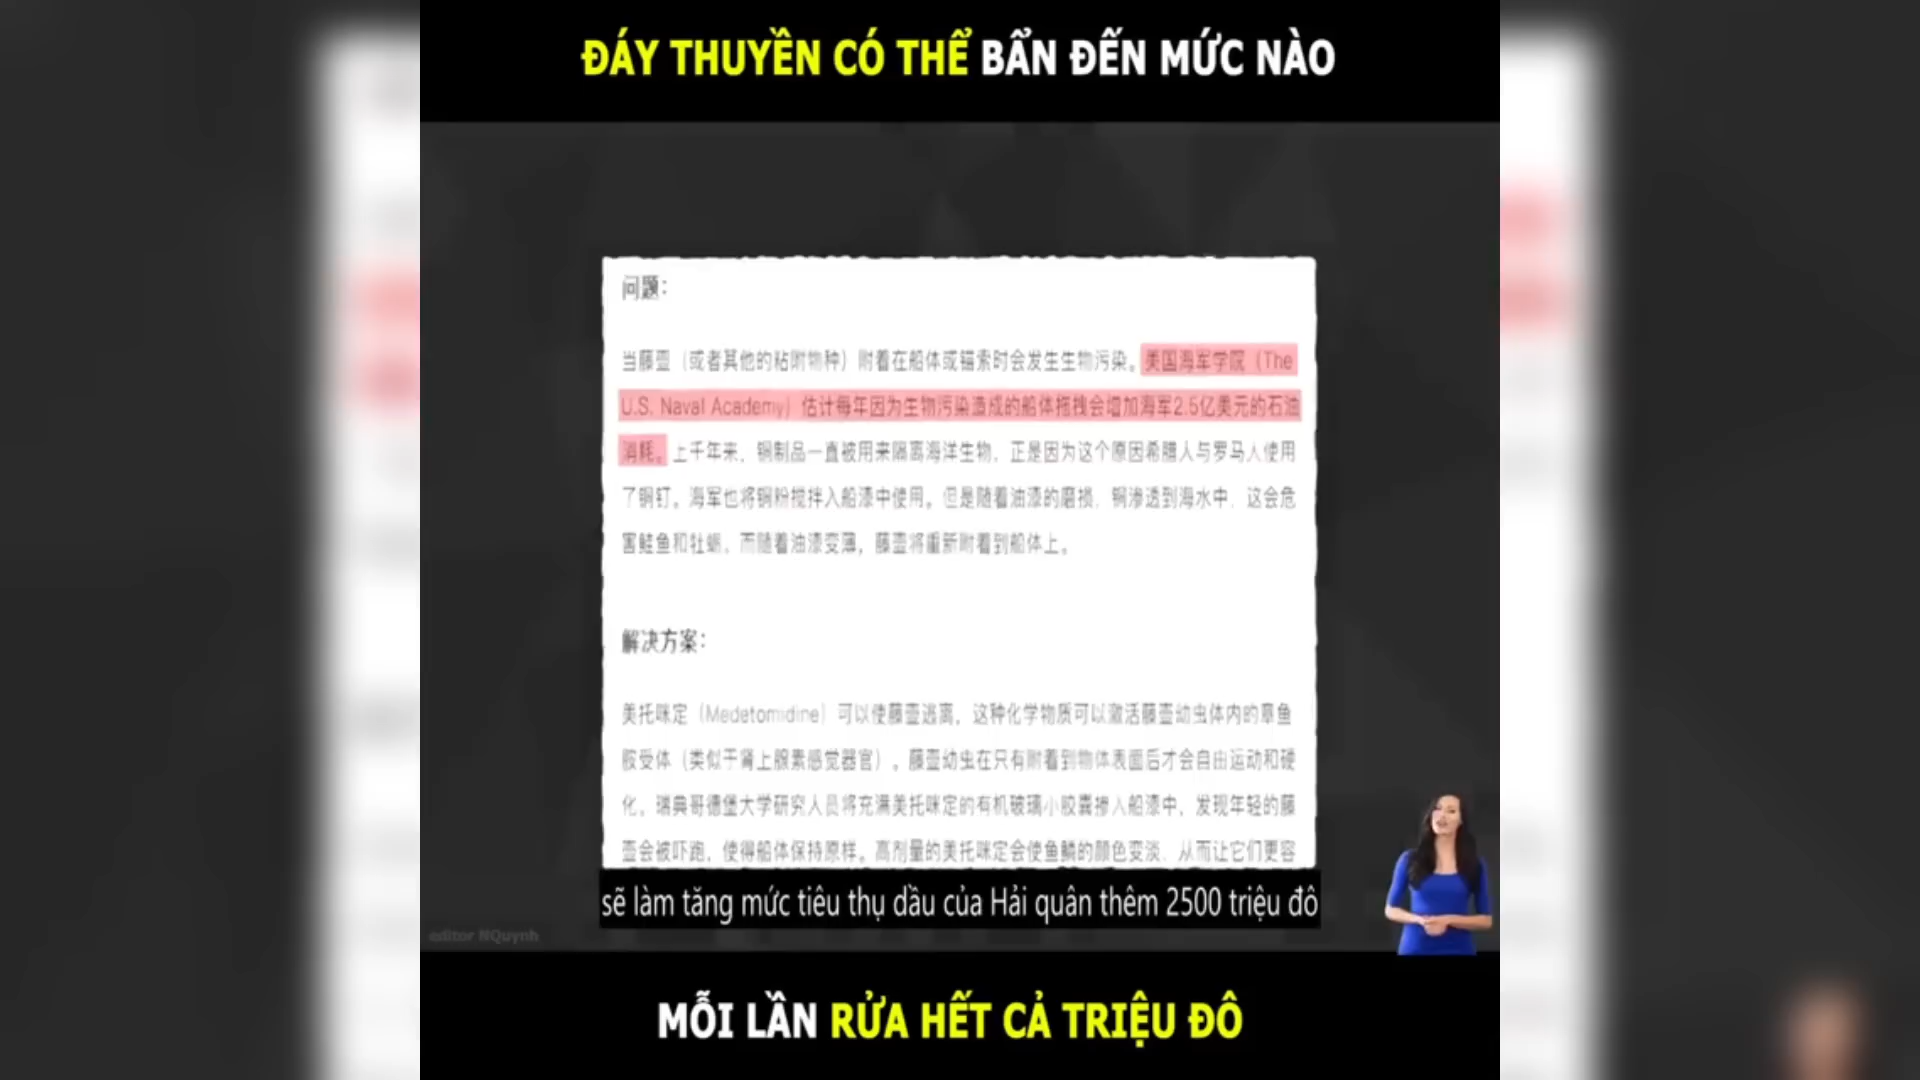 ĐÁY THUYỀN CÓ THỂ BẨN ĐẾN MỨC NÀO
问题：
当藤壶（或者其他的粘附物种）附着在船体或锚索时会发生生物污染。美国海军学院（The
U.S. Naval Academy）估计每年因为生物污染造成的船体拖拽会增加海军2.5亿美元的石油
消耗。上千年来，铜制品一直被用来隔离海洋生物，正是因为这个原因希腊人与罗马人使用
了铜钉。海军也将铜粉搅拌入船漆中使用。但是随着油漆的磨损，铜渗透到海水中，这会危
害鲑鱼和牡蛎。而随着油漆变薄，藤壶将重新附着到船体上。
解决方案：
美托咪定（Medetomidine）可以使藤壶逃离，这种化学物质可以激活藤壶幼虫体内的章鱼
胺受体（类似于肾上腺素感觉器官）。藤壶幼虫在只有附着到物体表面后才会自由运动和硬
化。瑞典哥德堡大学研究人员将充满美托咪定的有机玻璃小胶囊掺入船漆中，发现年轻的藤
壶会被吓跑，使得船体保持原样。高剂量的美托咪定会使鱼鳞的颜色变淡，从而让它们更容
sẽ làm tăng mức tiêu thụ dầu của Hải quân thêm 2500 triệu đô
editor NQuynh
MỖI LẦN RỬA HẾT CẢ TRIỆU ĐÔ